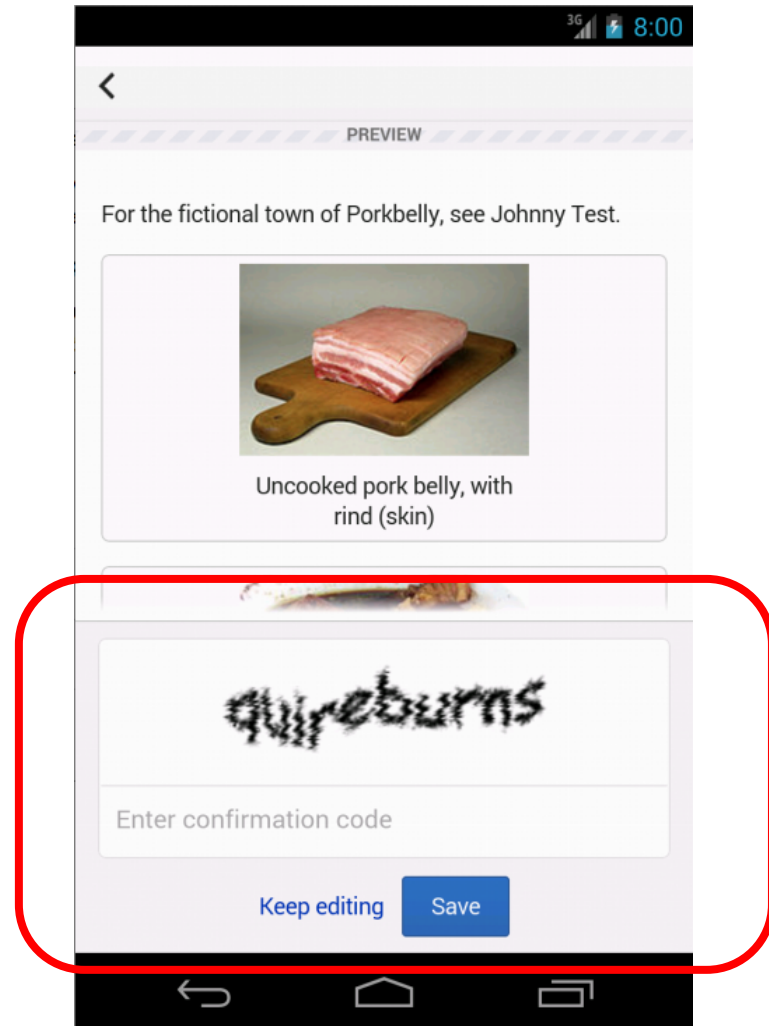 3G 8:00
PREVIEW
For the fictional town of Porkbelly, see Johnny Test.
Uncooked pork belly, with
rind (skin)
quireburns
Enter confirmation code
Keep editing Save